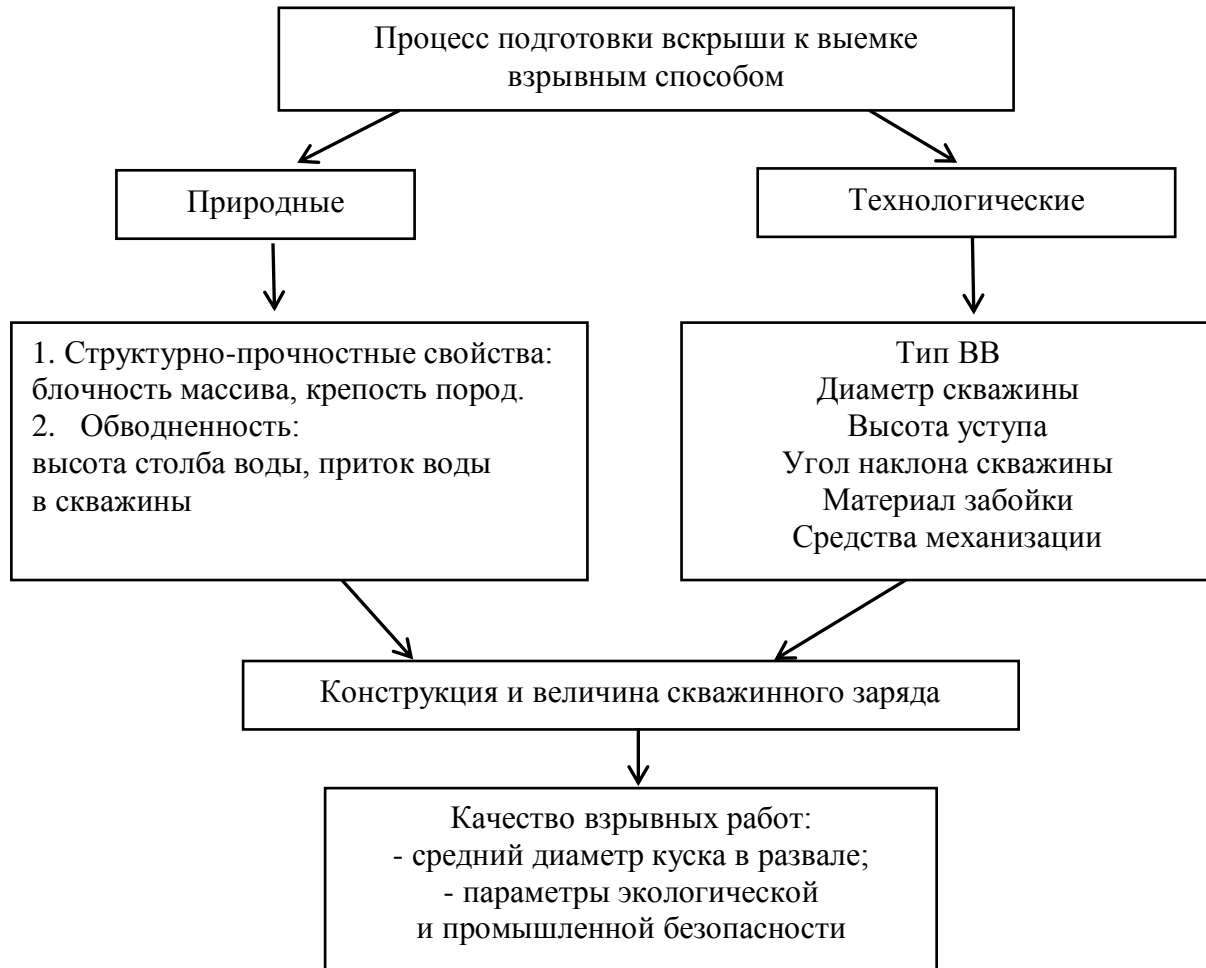 Процесс подготовки вскрыши к выемке
взрывным способом
Природные
Технологические
1. Структурно-прочностные свойства:
блочность массива, крепость пород.
2. Обводненность:
высота столба воды, приток воды
в скважины
Тип ВВ
Диаметр скважины
Высота уступа
Угол наклона скважины
Материал забойки
Средства механизации
Конструкция и величина скважинного заряда
Качество взрывных работ:
- средний диаметр куска в развале;
- параметры экологической
и промышленной безопасности